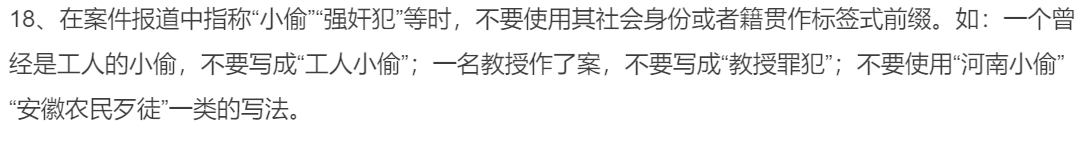 18、在案件报道中指称“小偷”“强奸犯”等时，不要使用其社会身份或者籍贯作标签式前缀。如：一个曾
经是工人的小偷，不要写成“工人小偷”；一名教授作了案，不要写成“教授罪犯”；不要使用“河南小偷”
“安徽农民歹徒”一类的写法。